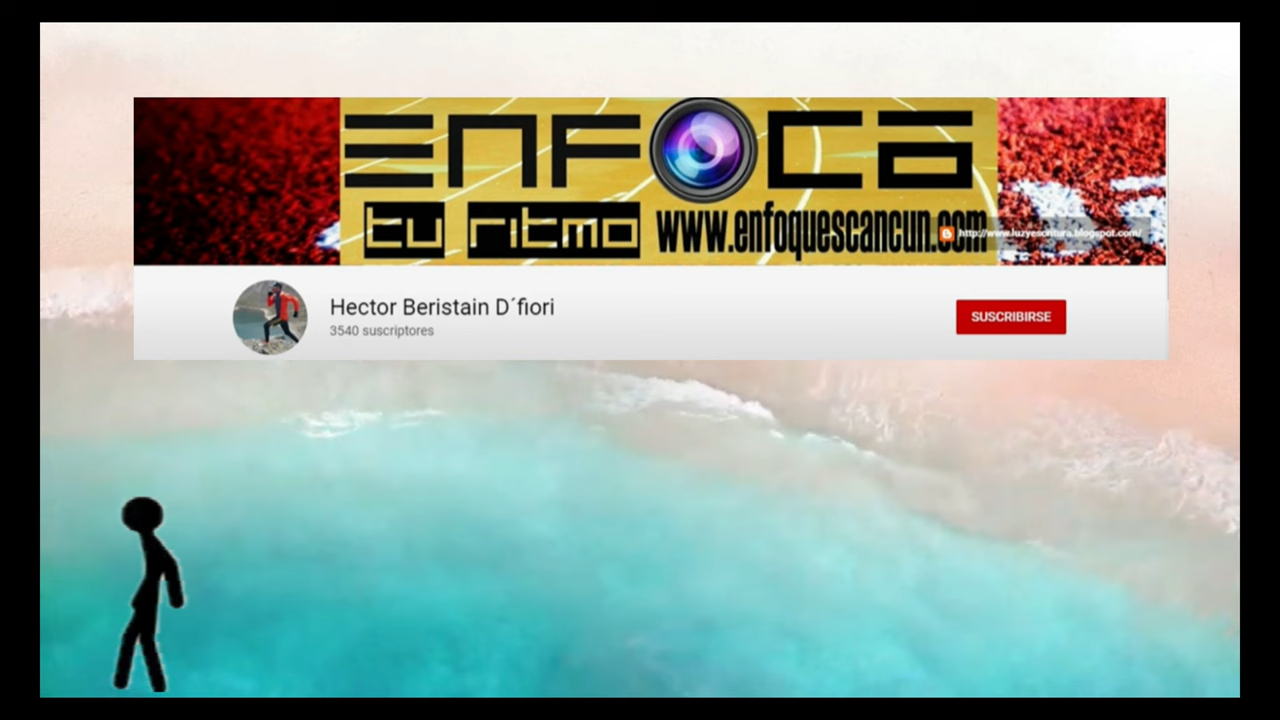 ENFOCA
tu ritmo www.enfoquescancun.com
http://www.luzyescritura.blogspot.com/
Hector Beristain D´fiori
3540 suscriptores
SUSCRIBIRSE